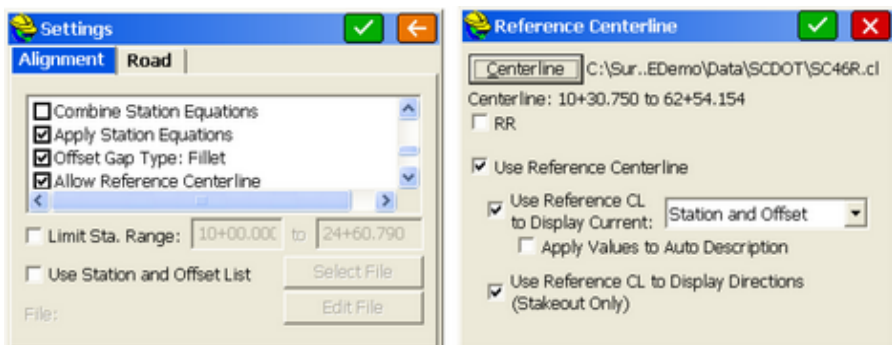 Settings
Alignment Road
Combine Station Equations
Apply Station Equations
Offset Gap Type: Fillet
Allow Reference Centerline
Limit Sta. Range: 10+00.000 to 24+60.790
Use Station and Offset List Select File
File: Edit File
Reference Centerline
Centerline C:\Sur..EDemo\Data\SCDOT\SC46R.cl
Centerline: 10+30.750 to 62+54.154
RR
Use Reference Centerline
Use Reference CL
to Display Current: Station and Offset
Apply Values to Auto Description
Use Reference CL to Display Directions
(Stakeout Only)